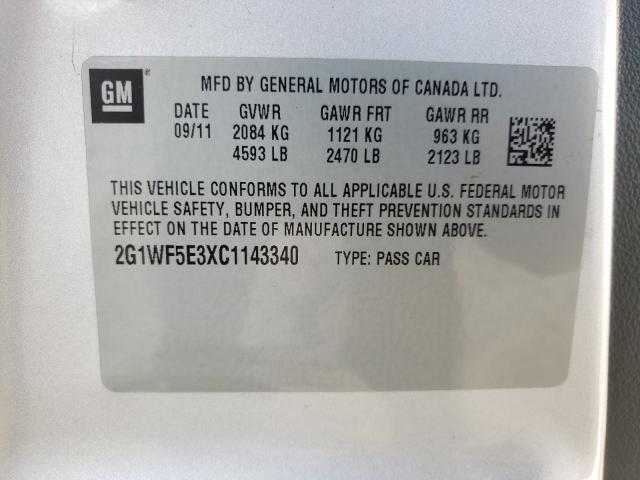 GM
MFD BY GENERAL MOTORS OF CANADA LTD.
DATE GVWR GAWR FRT GAWR RR
09/11 2084 KG 1121 KG 963 KG
4593 LB 2470 LB 2123 LB
THIS VEHICLE CONFORMS TO ALL APPLICABLE U.S. FEDERAL MOTOR
VEHICLE SAFETY, BUMPER, AND THEFT PREVENTION STANDARDS IN
EFFECT ON THE DATE OF MANUFACTURE SHOWN ABOVE.
2G1WF5E3XC1143340 TYPE: PASS CAR